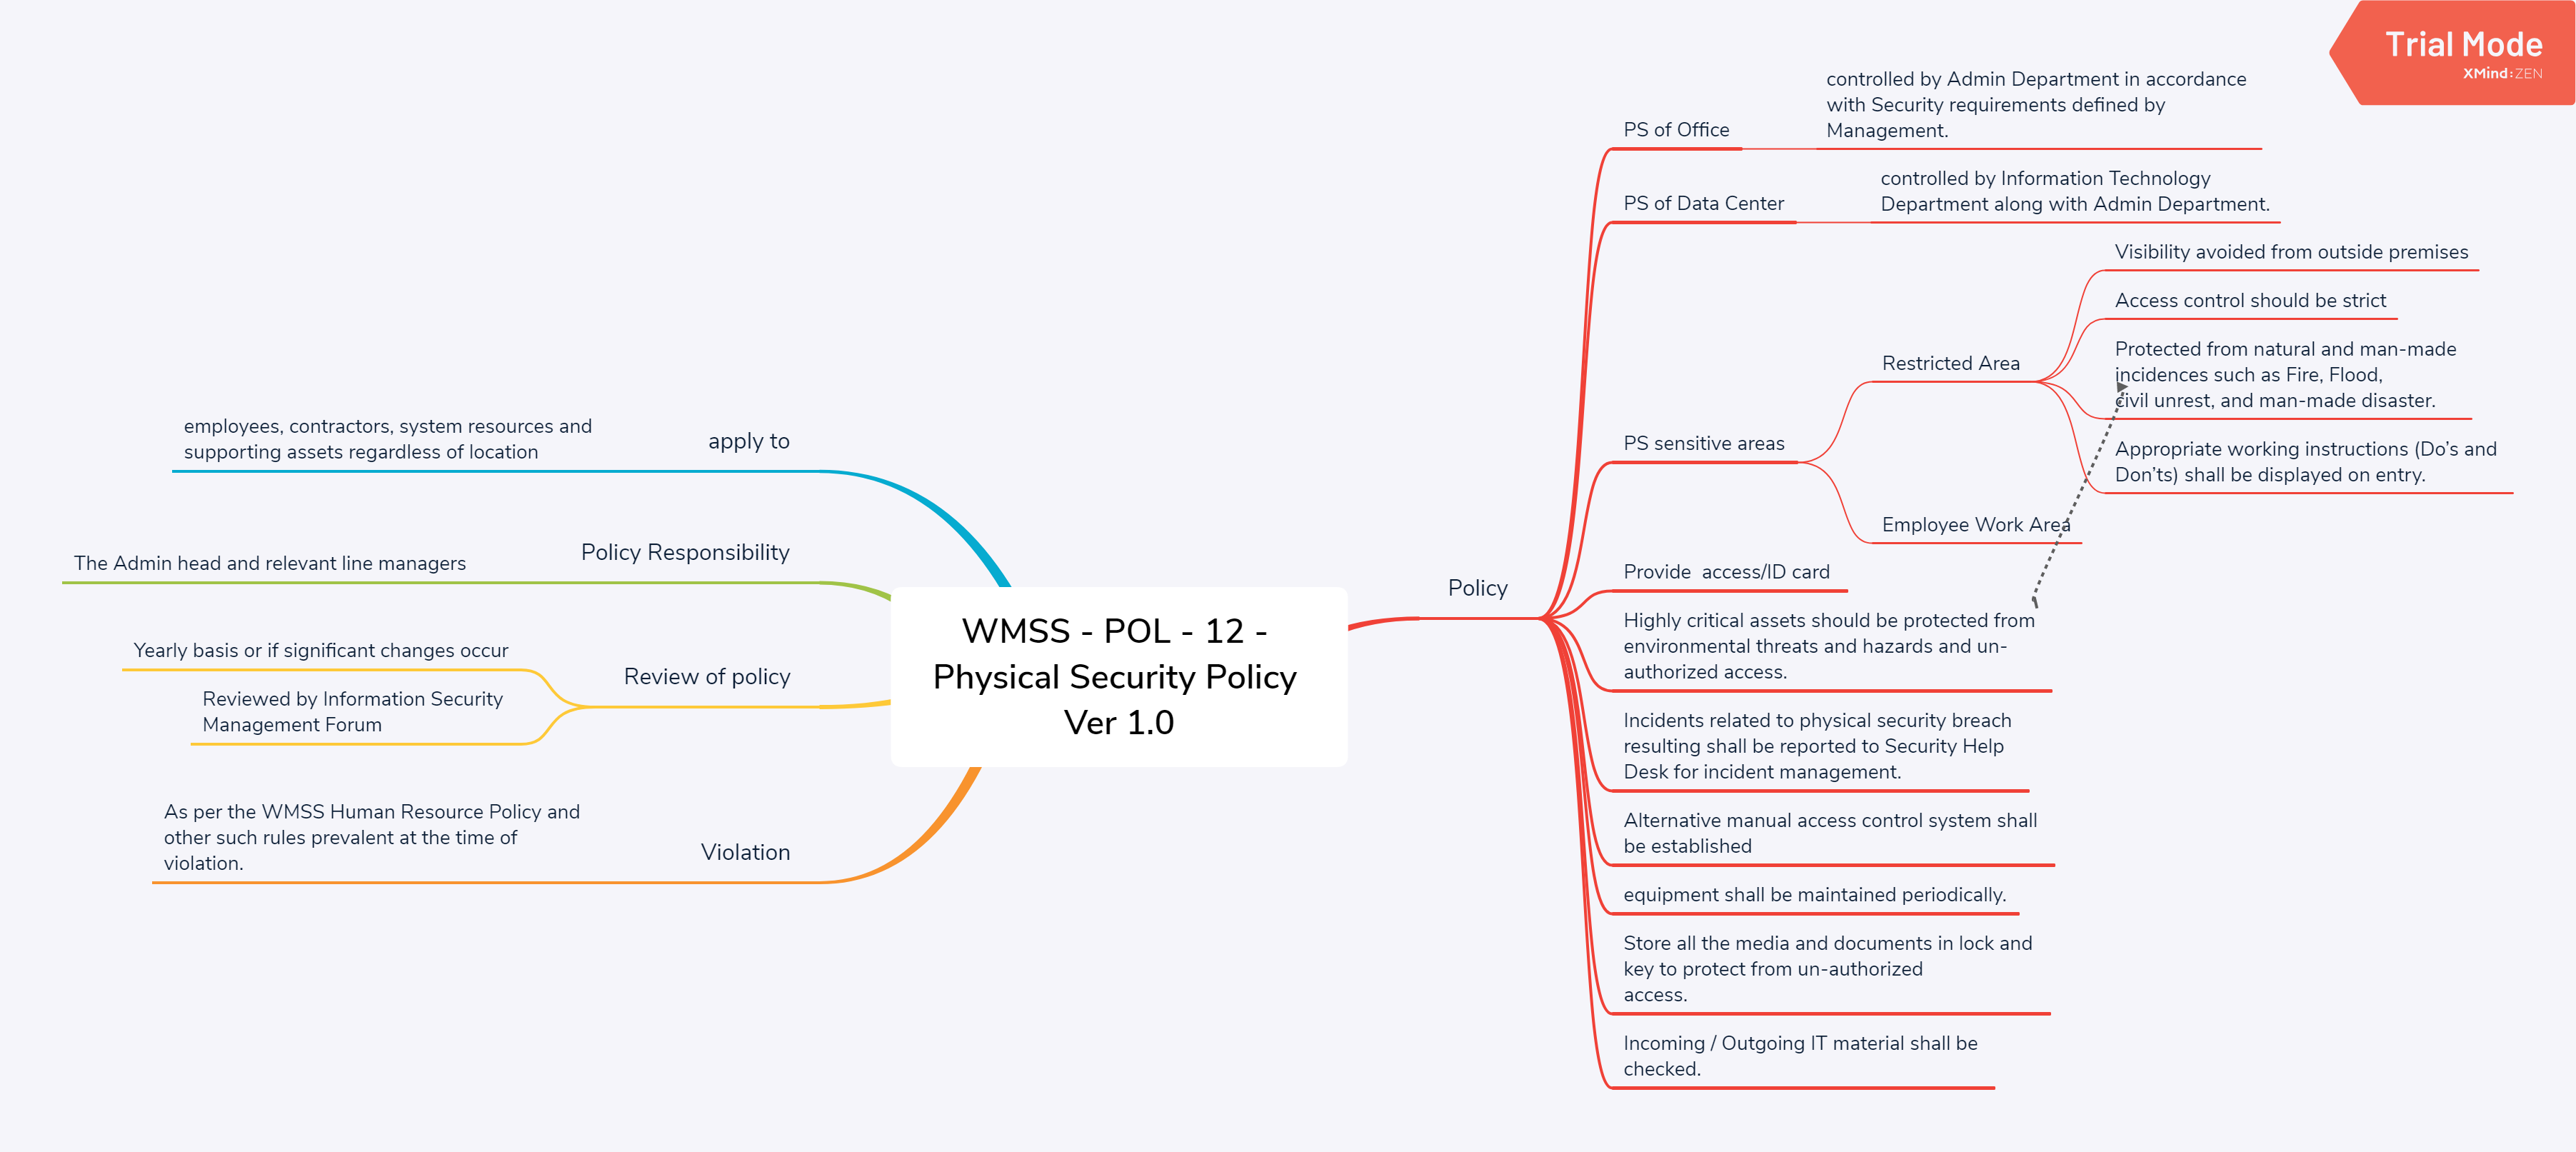 Trial Mode
XMind:ZEN
WMSS - POL - 12 -
Physical Security Policy
Ver 1.0
apply to
employees, contractors, system resources and
supporting assets regardless of location
Policy Responsibility
The Admin head and relevant line managers
Review of policy
Yearly basis or if significant changes occur
Reviewed by Information Security
Management Forum
Violation
As per the WMSS Human Resource Policy and
other such rules prevalent at the time of
violation.
Policy
PS of Office
controlled by Admin Department in accordance
with Security requirements defined by
Management.
PS of Data Center
controlled by Information Technology
Department along with Admin Department.
PS sensitive areas
Restricted Area
Visibility avoided from outside premises
Access control should be strict
Protected from natural and man-made
incidences such as Fire, Flood,
civil unrest, and man-made disaster.
Appropriate working instructions (Do’s and
Don’ts) shall be displayed on entry.
Employee Work Area
Provide  access/ID card
Highly critical assets should be protected from
environmental threats and hazards and un-
authorized access.
Incidents related to physical security breach
resulting shall be reported to Security Help
Desk for incident management.
Alternative manual access control system shall
be established
equipment shall be maintained periodically.
Store all the media and documents in lock and
key to protect from un-authorized
access.
Incoming / Outgoing IT material shall be
checked.